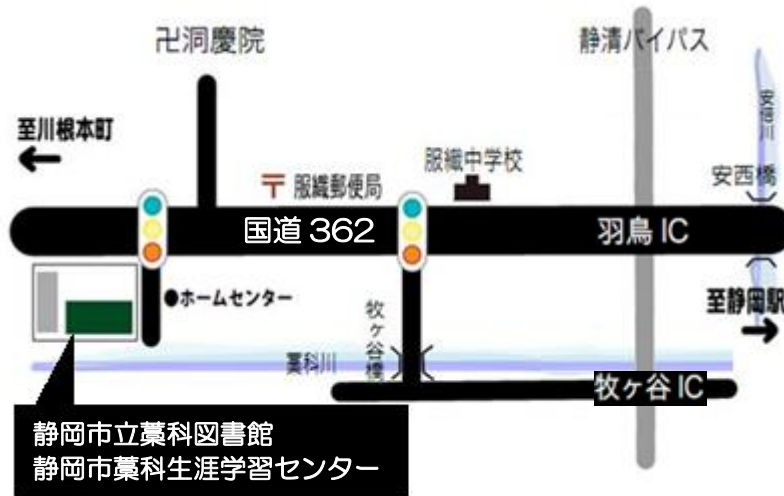 卍洞慶院
静清バイパス
至川根本町
安倍川
服織中学校
〒服織郵便局
安西橋
国道 362
羽鳥 IC
●ホームセンター
至静岡駅
牧ヶ谷橋
藁科川
牧ヶ谷 IC
静岡市立藁科図書館
静岡市藁科生涯学習センター